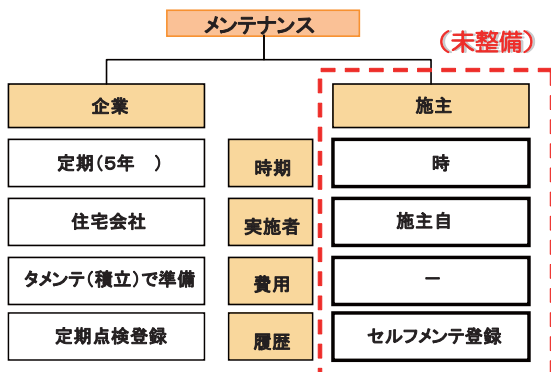 メンテナンス
（未整備）
企業
施主
定期（５年　）
時期
時
住宅会社
実施者
施主自
タメンテ（積立）で準備
費用
－
定期点検登録
履歴
セルフメンテ登録